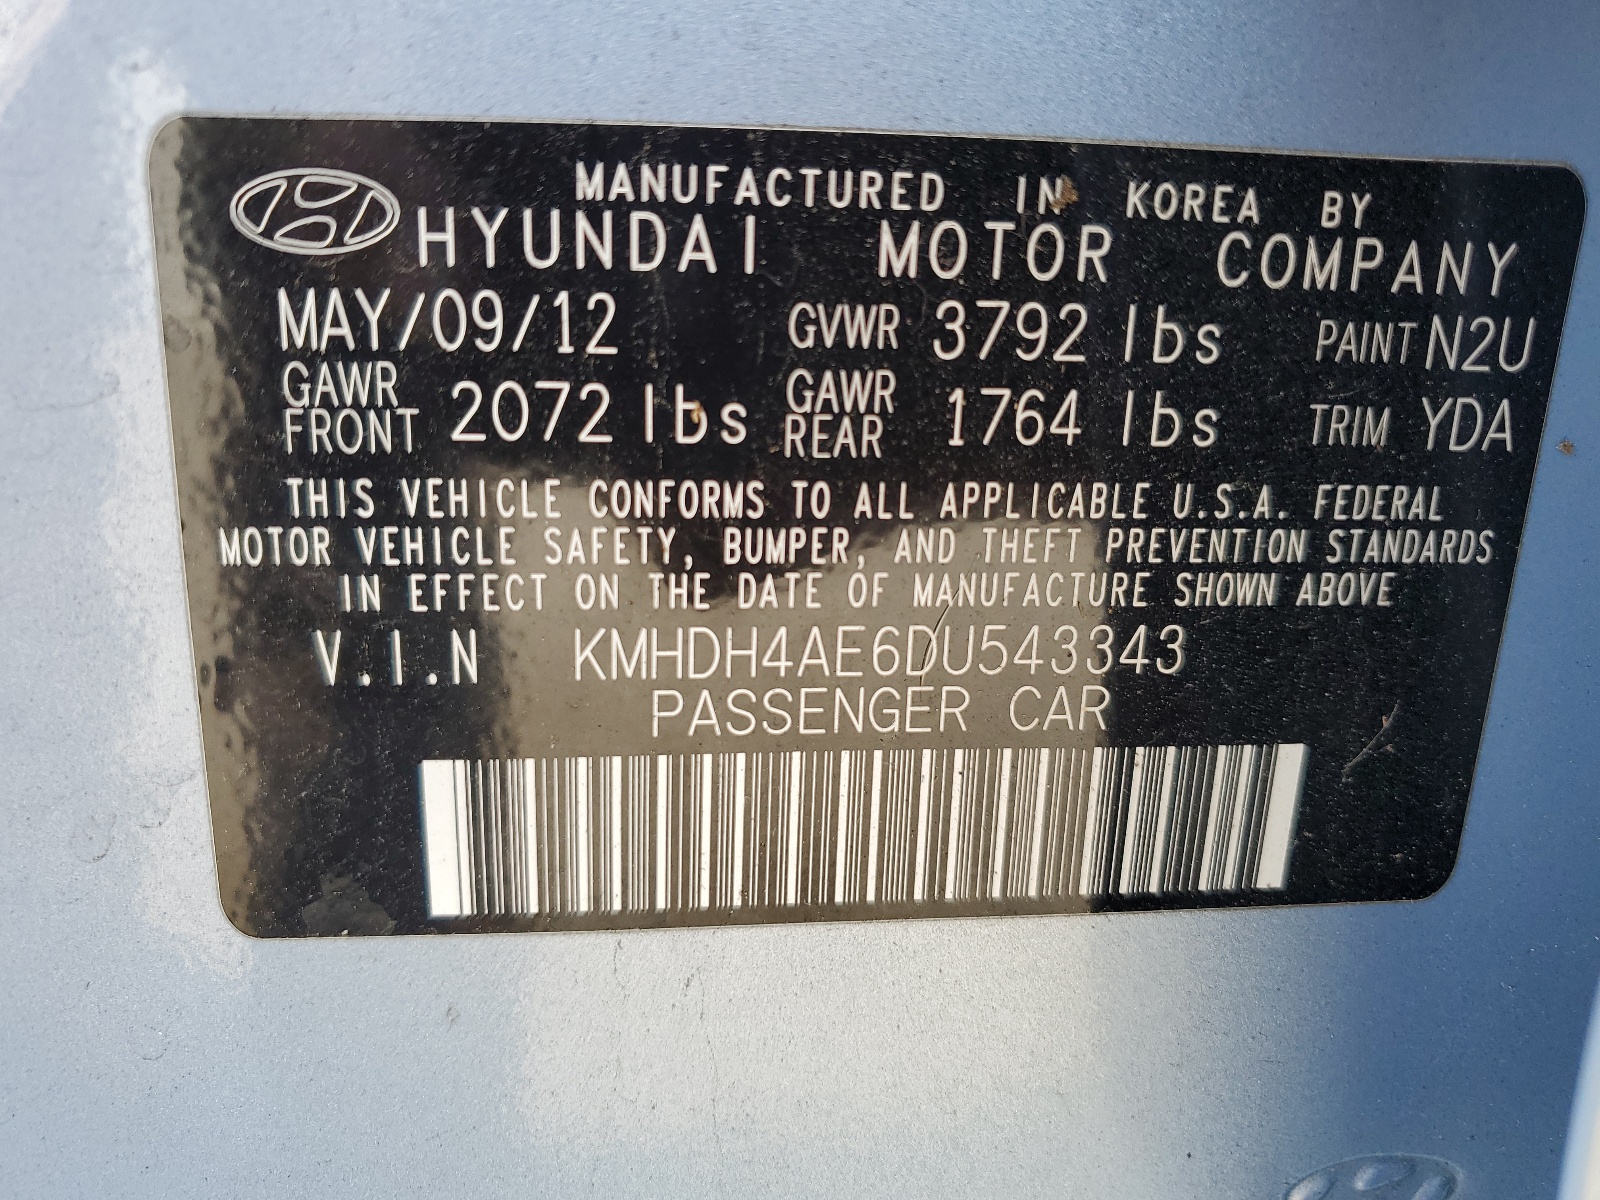 MANUFACTURED IN KOREA BY
HYUNDAI MOTOR COMPANY
MAY/09/12 GVWR 3792 lbs PAINT N2U
GAWR FRONT 2072 lbs GAWR REAR 1764 lbs TRIM YDA
THIS VEHICLE CONFORMS TO ALL APPLICABLE U.S.A. FEDERAL
MOTOR VEHICLE SAFETY, BUMPER, AND THEFT PREVENTION STANDARDS
IN EFFECT ON THE DATE OF MANUFACTURE SHOWN ABOVE
V.I.N KMHDH4AE6DU543343
PASSENGER CAR